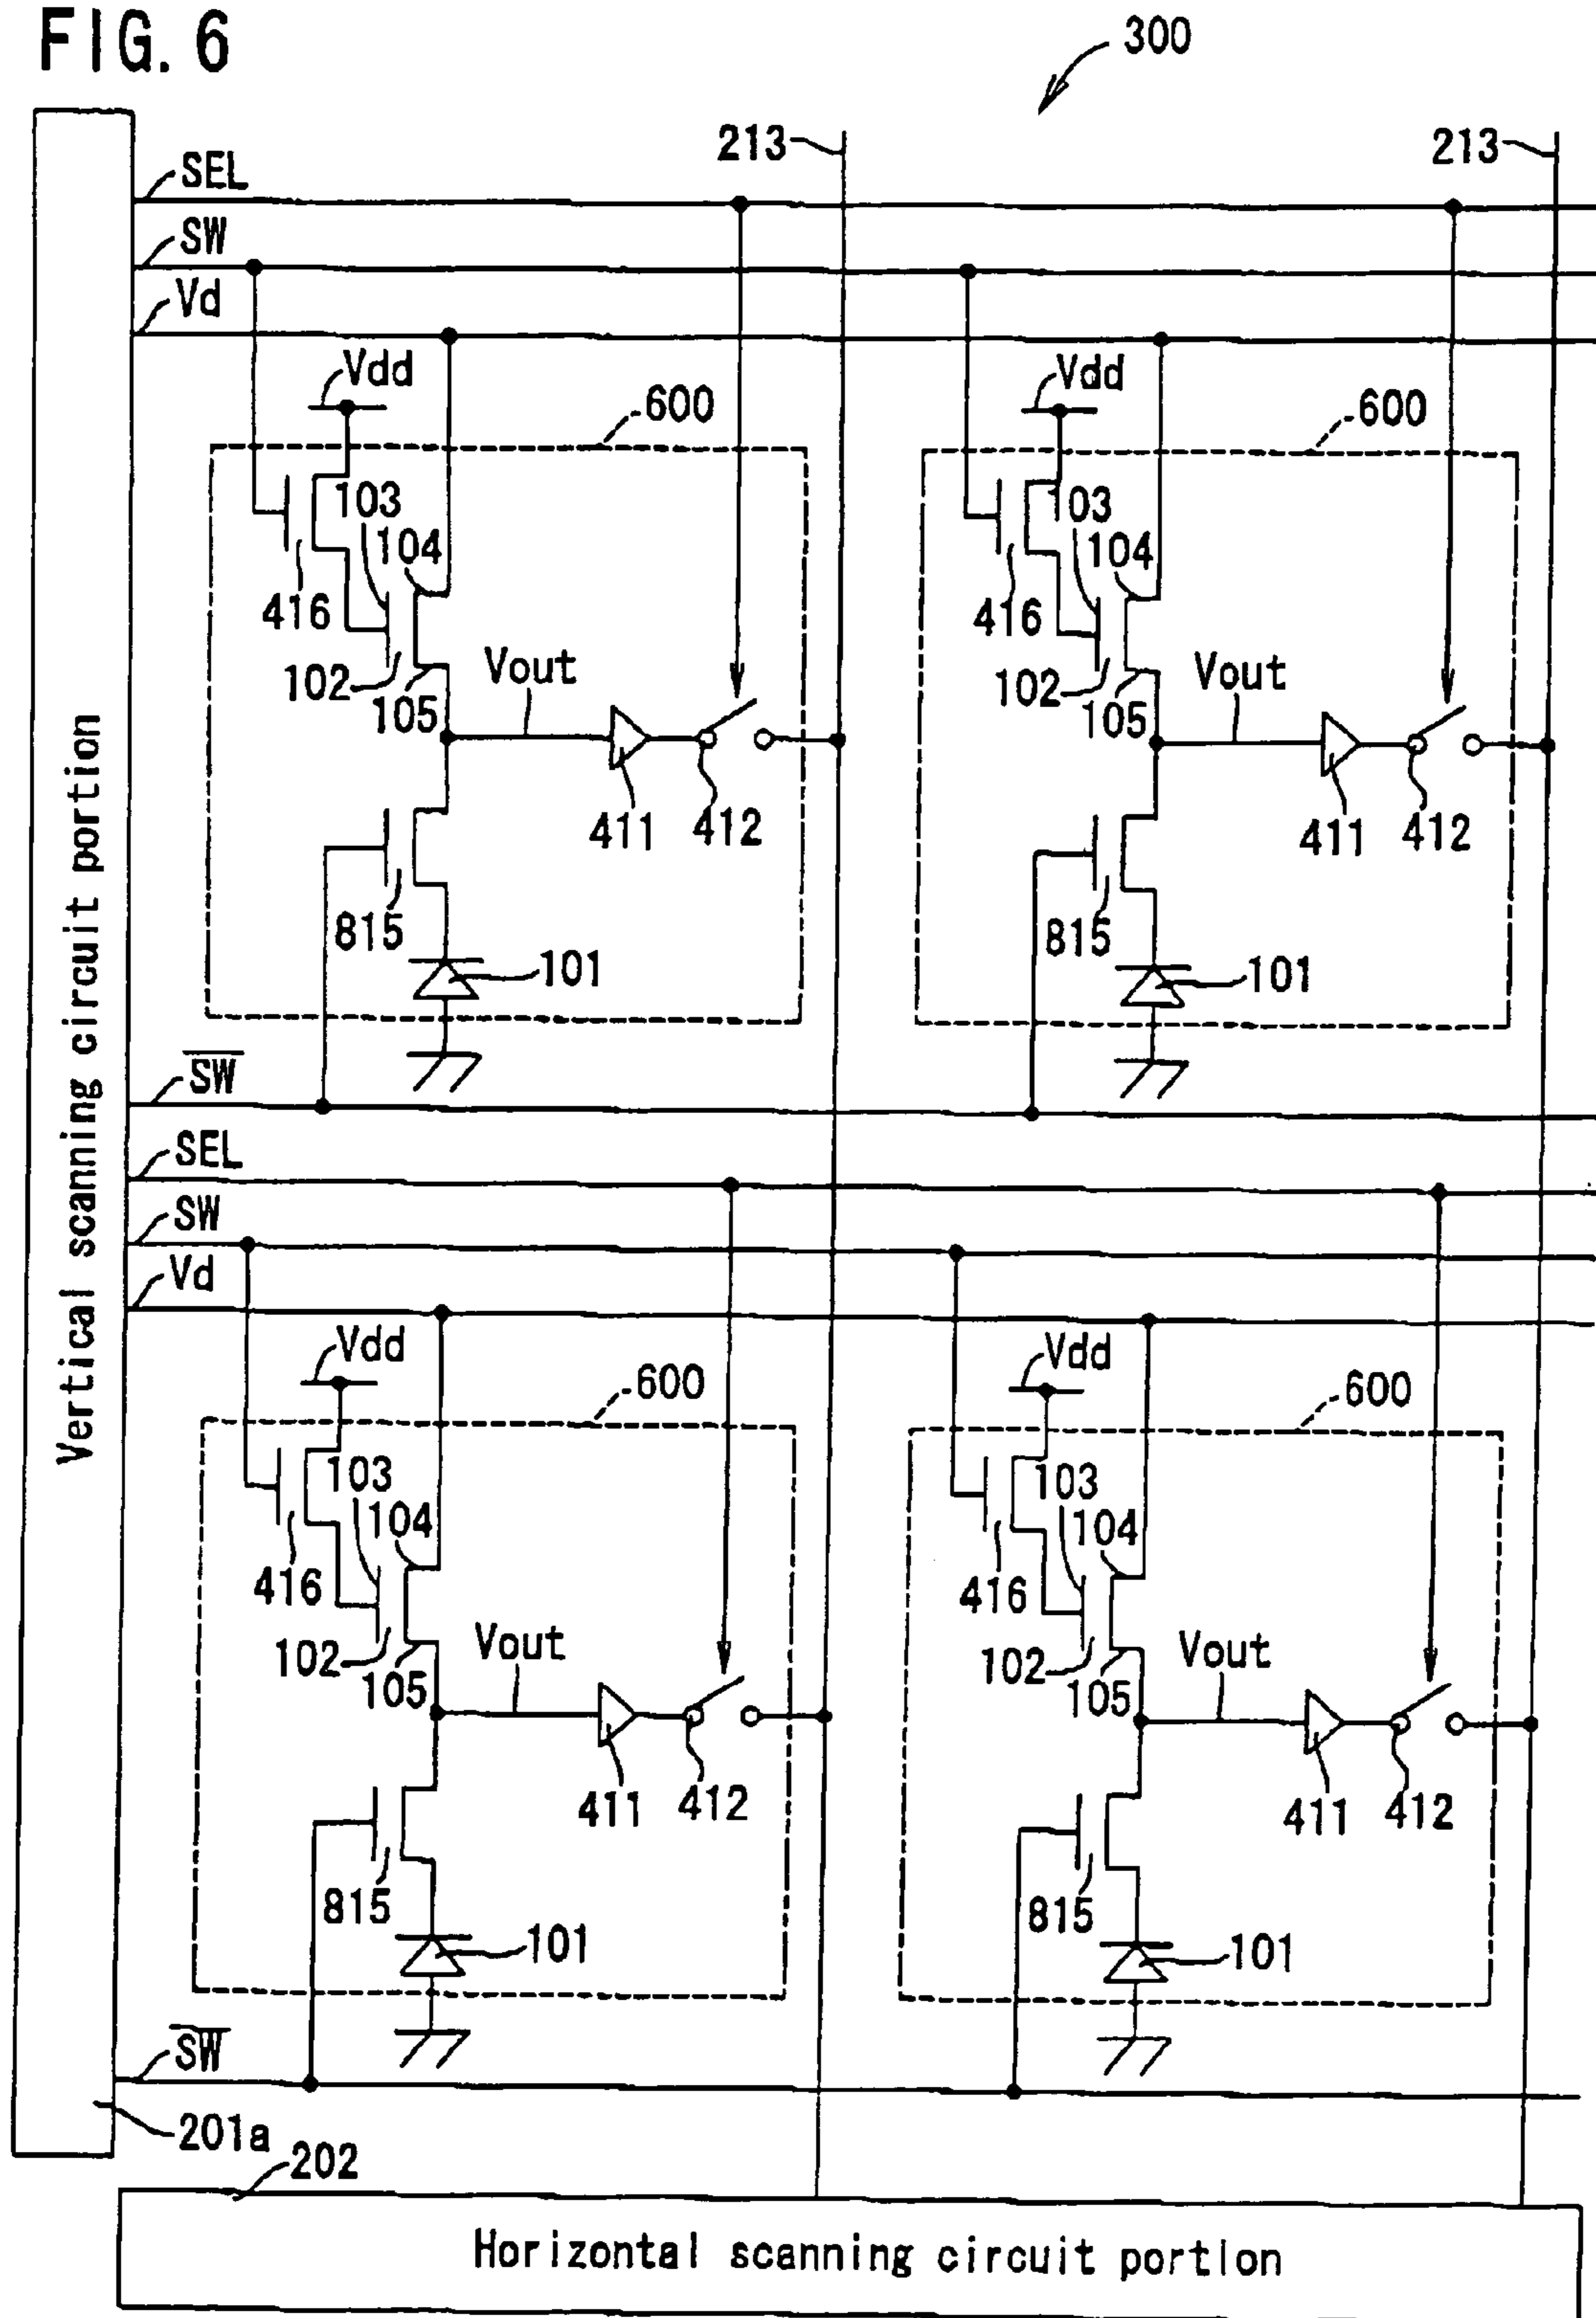 FIG. 6
300
213
213
SEL
SW
Vd
Vdd
Vdd
600
600
103
104
416
102
105
Vout
411
412
815
101
103
104
416
102
105
Vout
411
412
815
101
SW
SEL
SW
Vd
Vdd
Vdd
600
600
103
104
416
102
105
Vout
411
412
815
101
103
104
416
102
105
Vout
411
412
815
101
SW
Vertical scanning circuit portion
201a
202
Horizontal scanning circuit portion